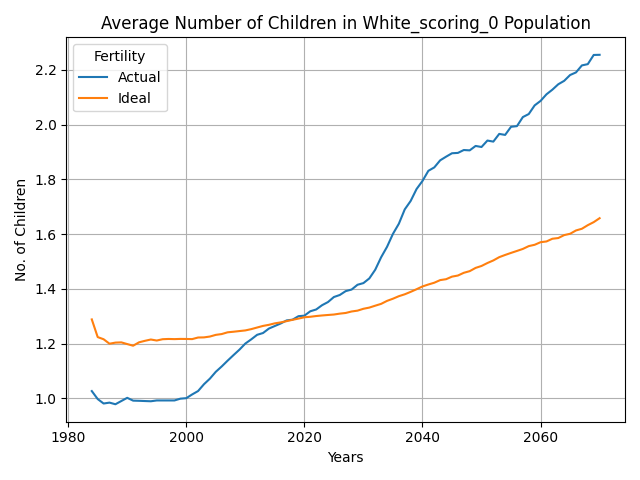 Average Number of Children in White_scoring_0 Population
Fertility
Actual
Ideal
No. of Children
2.2
2.0
1.8
1.6
1.4
1.2
1.0
1980
2000
2020
2040
2060
Years